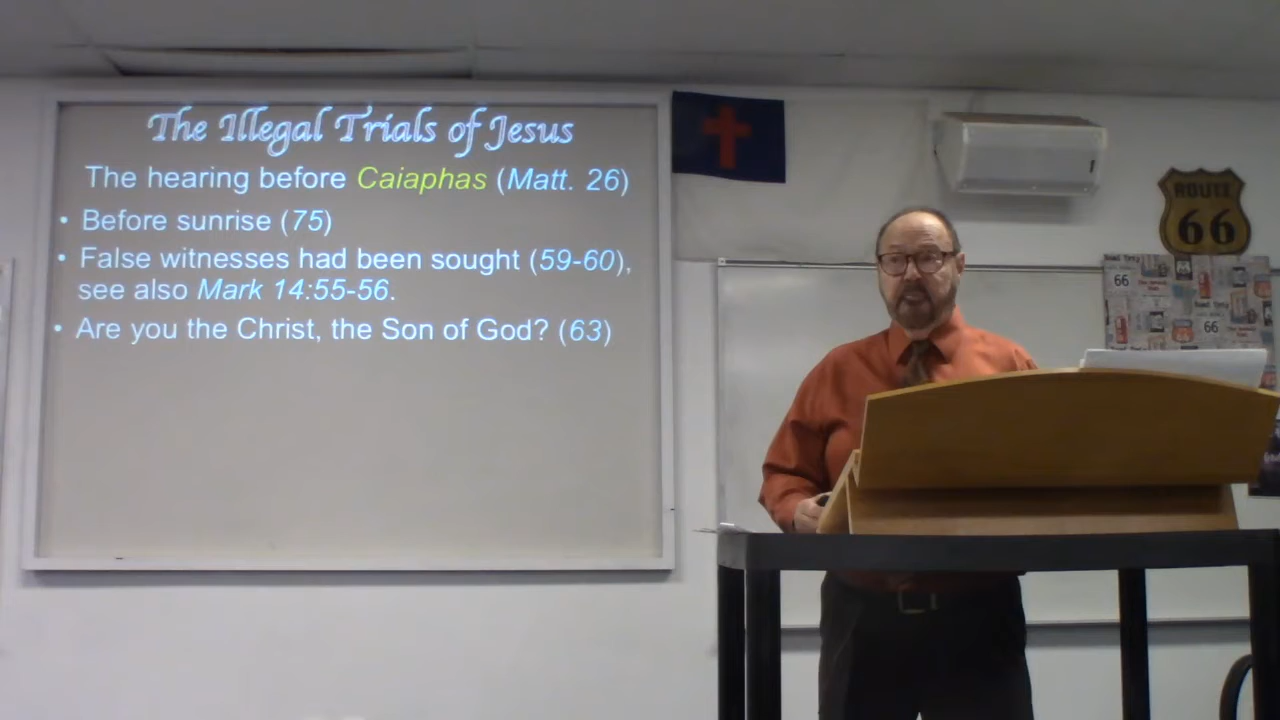 The Illegal Trials of Jesus
The hearing before Caiaphas (Matt. 26)
• Before sunrise (75)
• False witnesses had been sought (59-60),
see also Mark 14:55-56.
• Are you the Christ, the Son of God? (63)
ROUTE
66
66
66